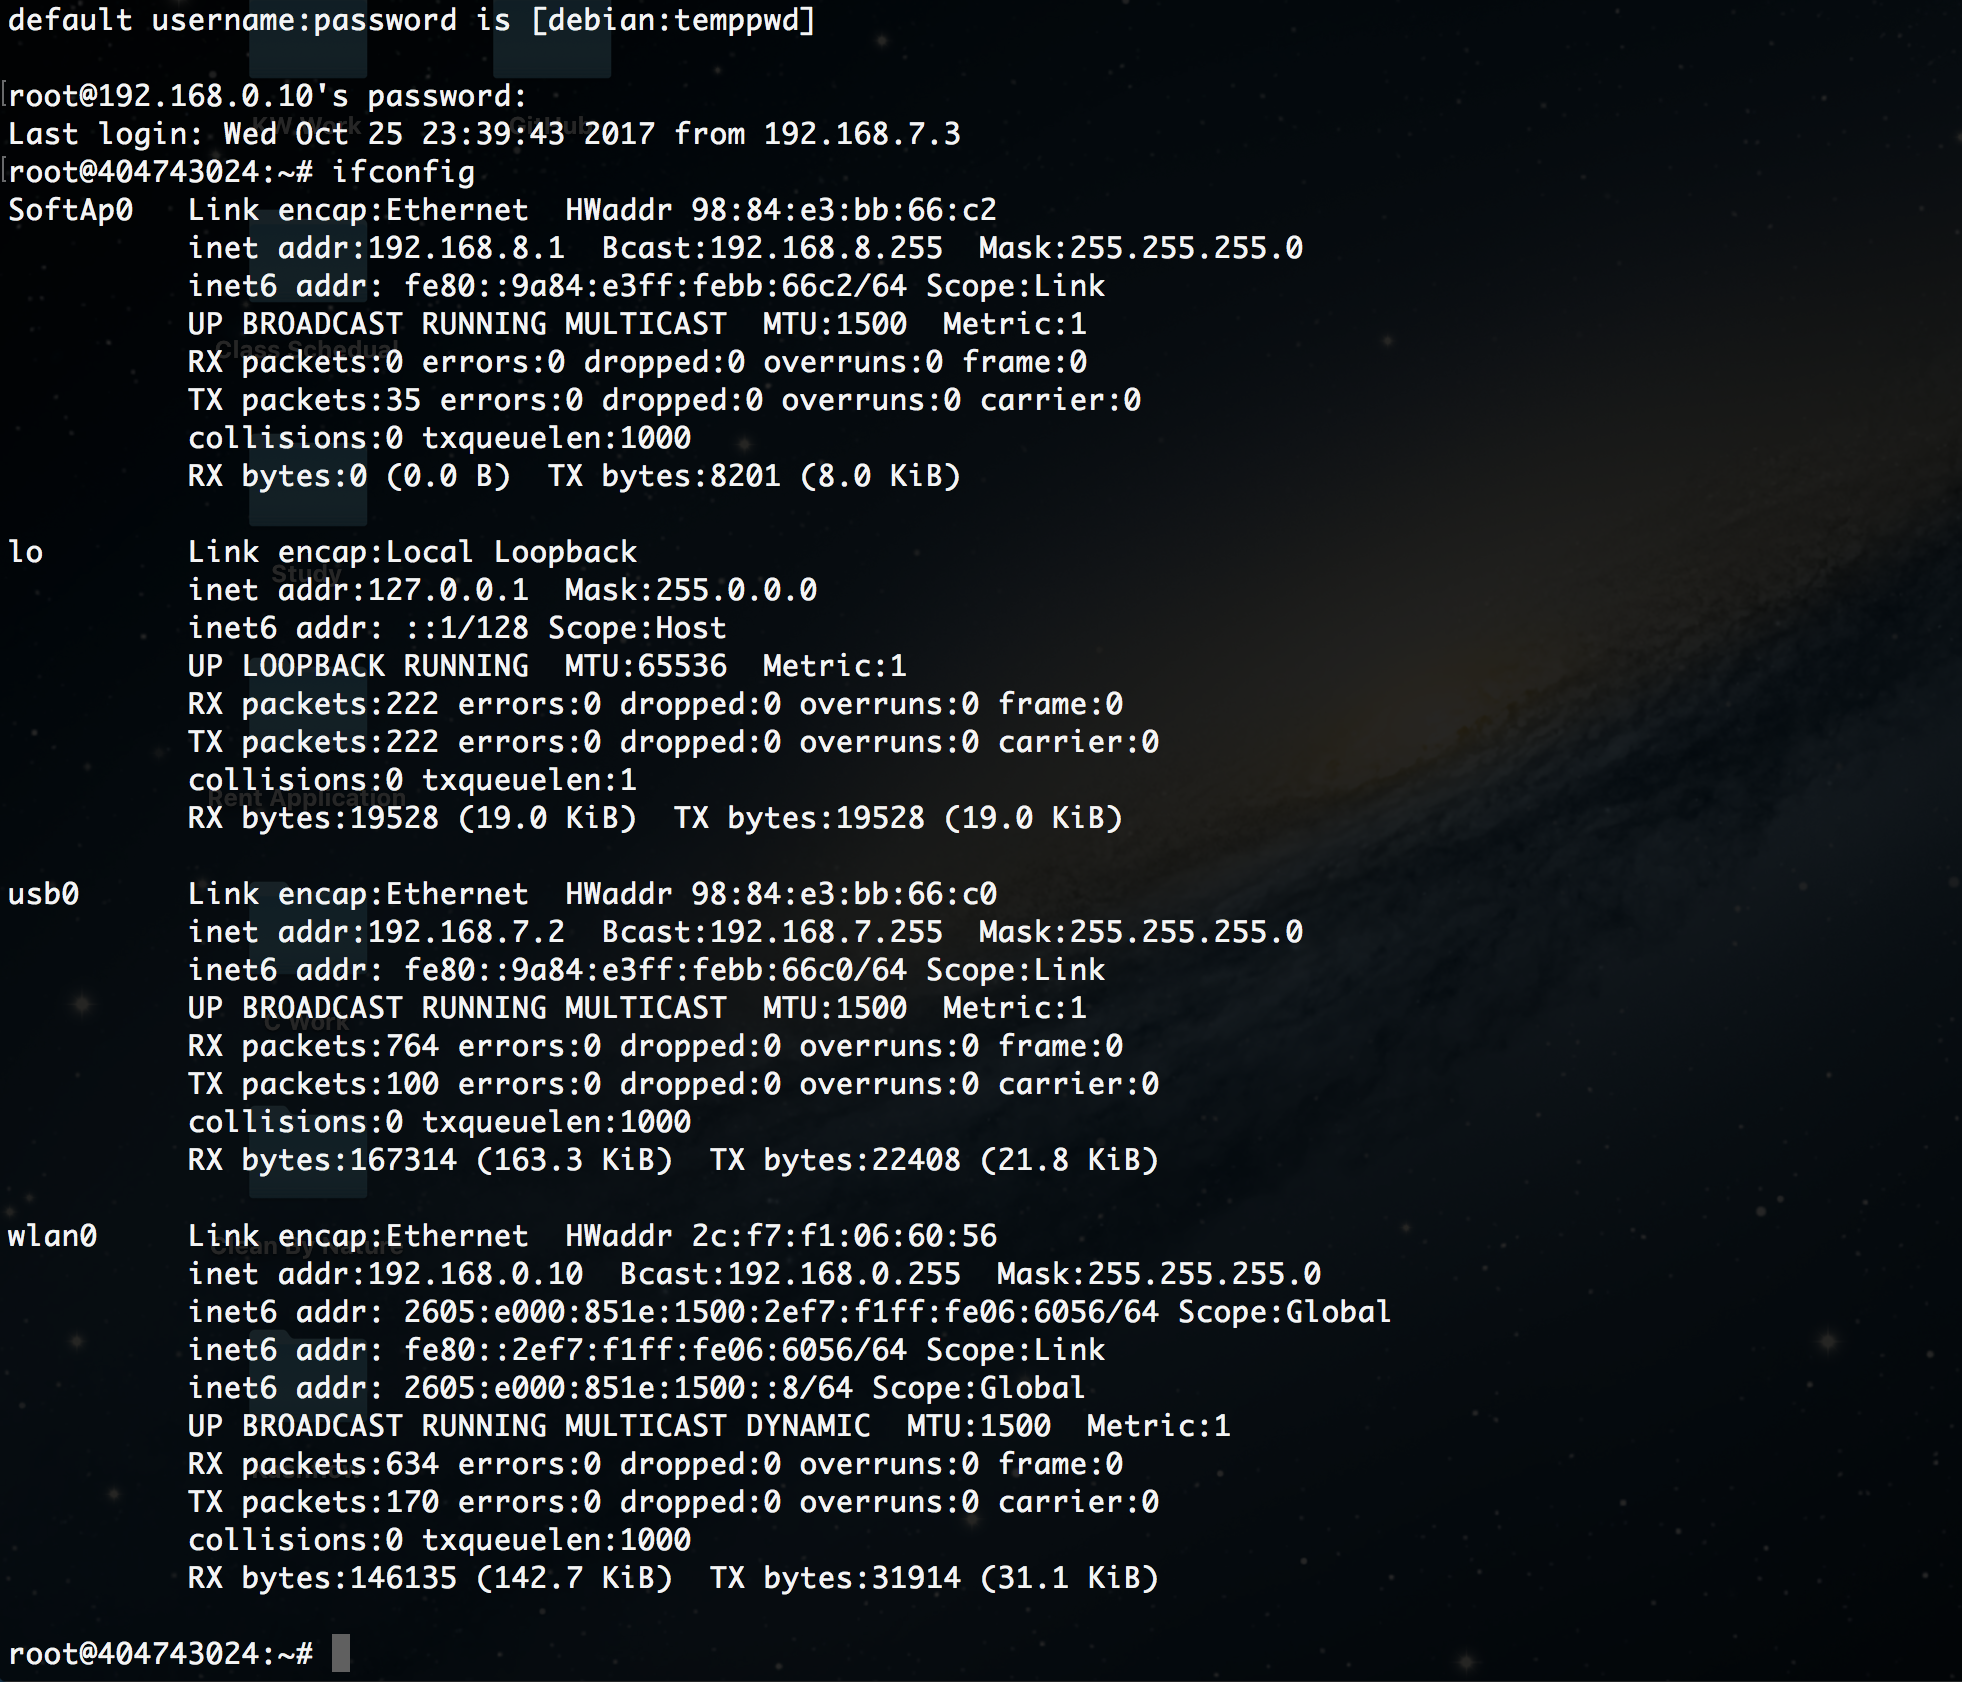 default username:password is [debian:temppwd]
[root@192.168.0.10's password:
Last login: Wed Oct 25 23:39:43 2017 from 192.168.7.3
[root@404743024:~# ifconfig
SoftAp0   Link encap:Ethernet  HWaddr 98:84:e3:bb:66:c2
          inet addr:192.168.8.1  Bcast:192.168.8.255  Mask:255.255.255.0
          inet6 addr: fe80::9a84:e3ff:febb:66c2/64 Scope:Link
          UP BROADCAST RUNNING MULTICAST  MTU:1500  Metric:1
          RX packets:0 errors:0 dropped:0 overruns:0 frame:0
          TX packets:35 errors:0 dropped:0 overruns:0 carrier:0
          collisions:0 txqueuelen:1000
          RX bytes:0 (0.0 B)  TX bytes:8201 (8.0 KiB)
lo        Link encap:Local Loopback
          inet addr:127.0.0.1  Mask:255.0.0.0
          inet6 addr: ::1/128 Scope:Host
          UP LOOPBACK RUNNING  MTU:65536  Metric:1
          RX packets:222 errors:0 dropped:0 overruns:0 frame:0
          TX packets:222 errors:0 dropped:0 overruns:0 carrier:0
          collisions:0 txqueuelen:1
          RX bytes:19528 (19.0 KiB)  TX bytes:19528 (19.0 KiB)
usb0      Link encap:Ethernet  HWaddr 98:84:e3:bb:66:c0
          inet addr:192.168.7.2  Bcast:192.168.7.255  Mask:255.255.255.0
          inet6 addr: fe80::9a84:e3ff:febb:66c0/64 Scope:Link
          UP BROADCAST RUNNING MULTICAST  MTU:1500  Metric:1
          RX packets:764 errors:0 dropped:0 overruns:0 frame:0
          TX packets:100 errors:0 dropped:0 overruns:0 carrier:0
          collisions:0 txqueuelen:1000
          RX bytes:167314 (163.3 KiB)  TX bytes:22408 (21.8 KiB)
wlan0     Link encap:Ethernet  HWaddr 2c:f7:f1:06:60:56
          inet addr:192.168.0.10  Bcast:192.168.0.255  Mask:255.255.255.0
          inet6 addr: 2605:e000:851e:1500:2ef7:f1ff:fe06:6056/64 Scope:Global
          inet6 addr: fe80::2ef7:f1ff:fe06:6056/64 Scope:Link
          inet6 addr: 2605:e000:851e:1500::8/64 Scope:Global
          UP BROADCAST RUNNING MULTICAST DYNAMIC  MTU:1500  Metric:1
          RX packets:634 errors:0 dropped:0 overruns:0 frame:0
          TX packets:170 errors:0 dropped:0 overruns:0 carrier:0
          collisions:0 txqueuelen:1000
          RX bytes:146135 (142.7 KiB)  TX bytes:31914 (31.1 KiB)
root@404743024:~#
KW Work
GitHub
Class Schedual
Study
Rent Application
C Work
Clean By Nature